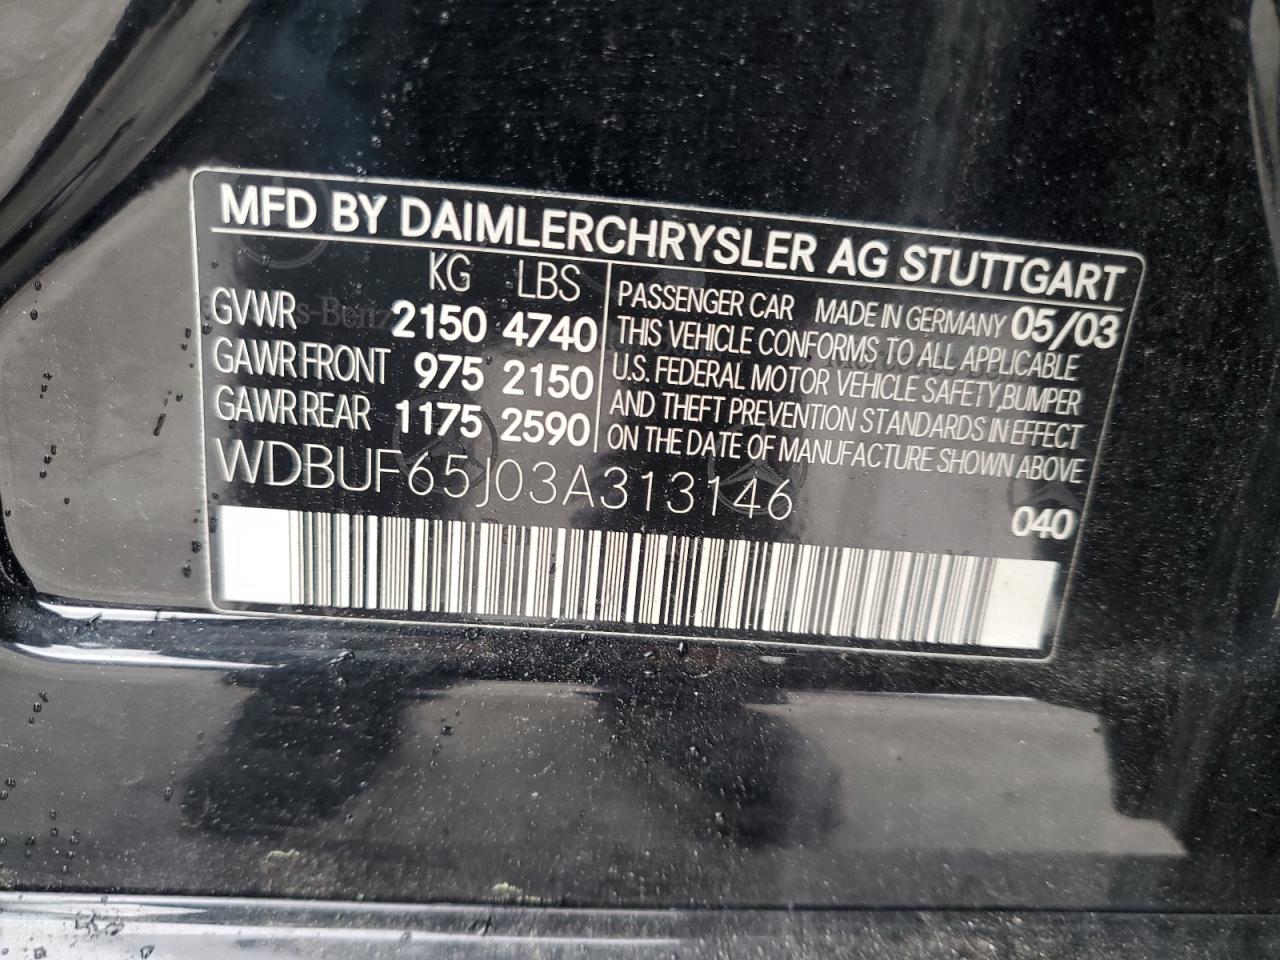 MFD BY DAIMLERCHRYSLER AG STUTTGART
KG LBS
GVWR 2150 4740
GAWR FRONT 975 2150
GAWR REAR 1175 2590
PASSENGER CAR MADE IN GERMANY 05/03
THIS VEHICLE CONFORMS TO ALL APPLICABLE
U.S. FEDERAL MOTOR VEHICLE SAFETY, BUMPER
AND THEFT PREVENTION STANDARDS IN EFFECT
ON THE DATE OF MANUFACTURE SHOWN ABOVE
WDBUF65J03A313146
040